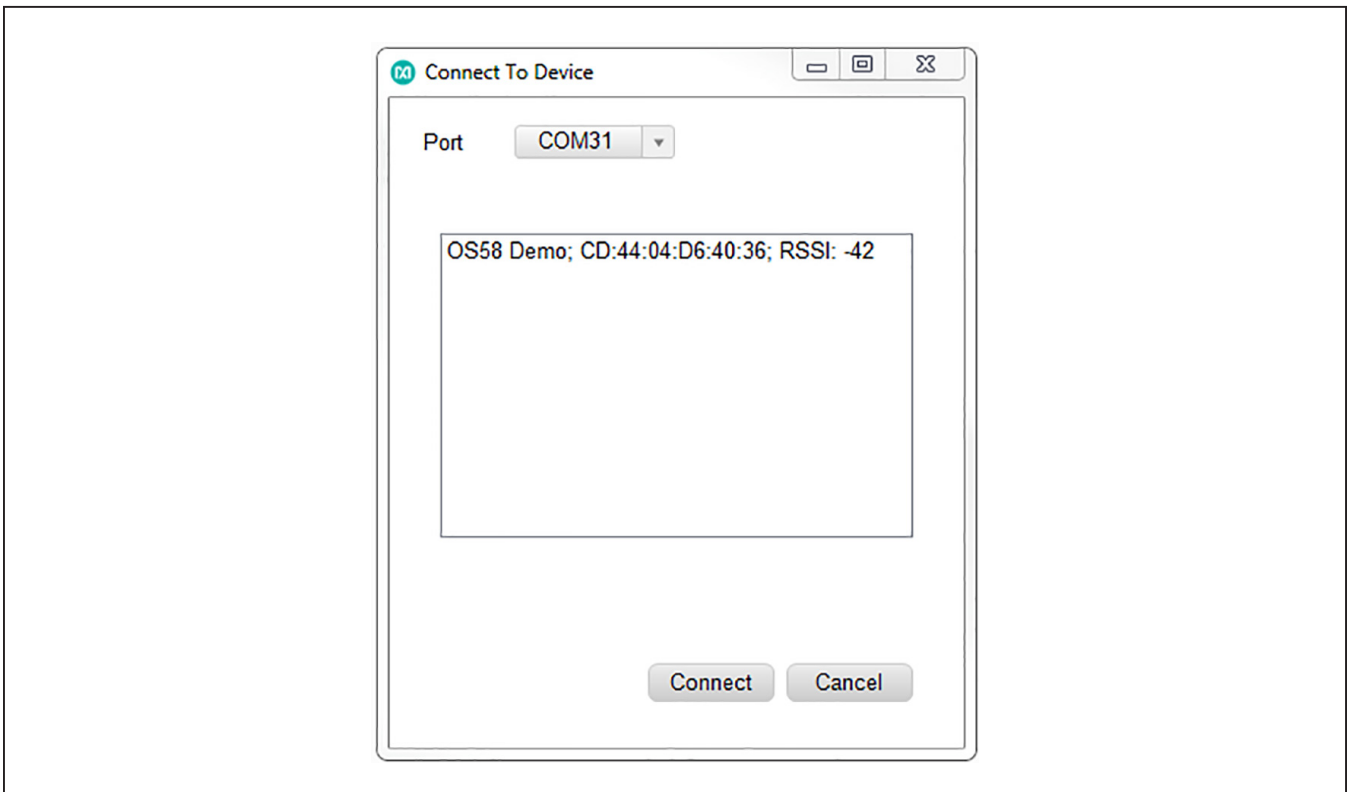 Connect To Device
Port COM31
OS58 Demo; CD:44:04:D6:40:36; RSSI: -42
Connect Cancel